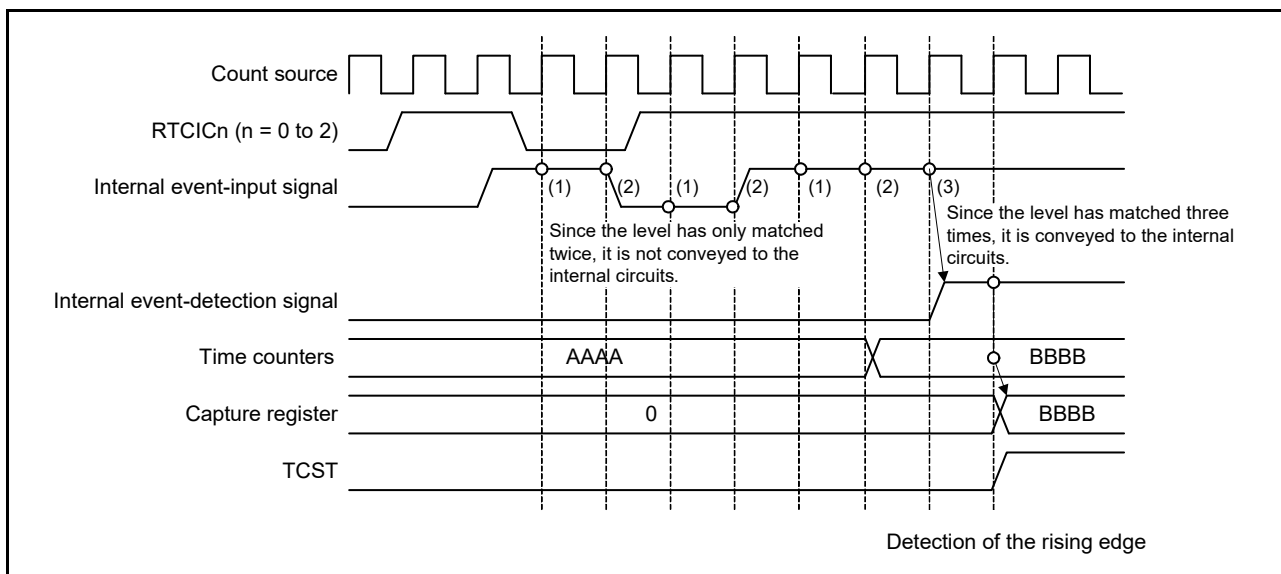 Count source
RTCICn (n = 0 to 2)
Internal event-input signal
(1) (2) (1) (2) (1) (2) (3)
Since the level has only matched
twice, it is not conveyed to the
internal circuits.
Since the level has matched three
times, it is conveyed to the internal
circuits.
Internal event-detection signal
Time counters
AAAA BBBB
Capture register
0 BBBB
TCST
Detection of the rising edge